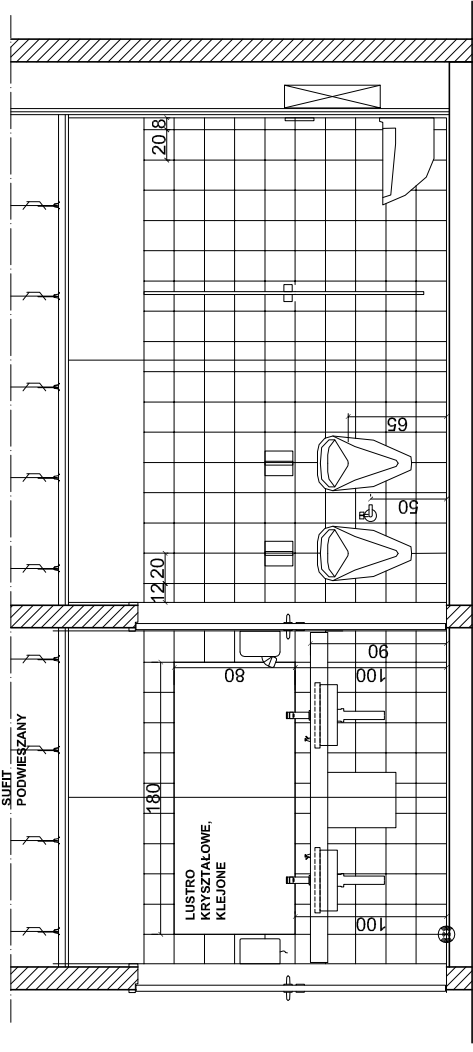 SUFIT
PODWIESZANY
20 8
65
50
12 20
90
100
80
180
LUSTRO
KRYSZTAŁOWE,
KLEJONE
100